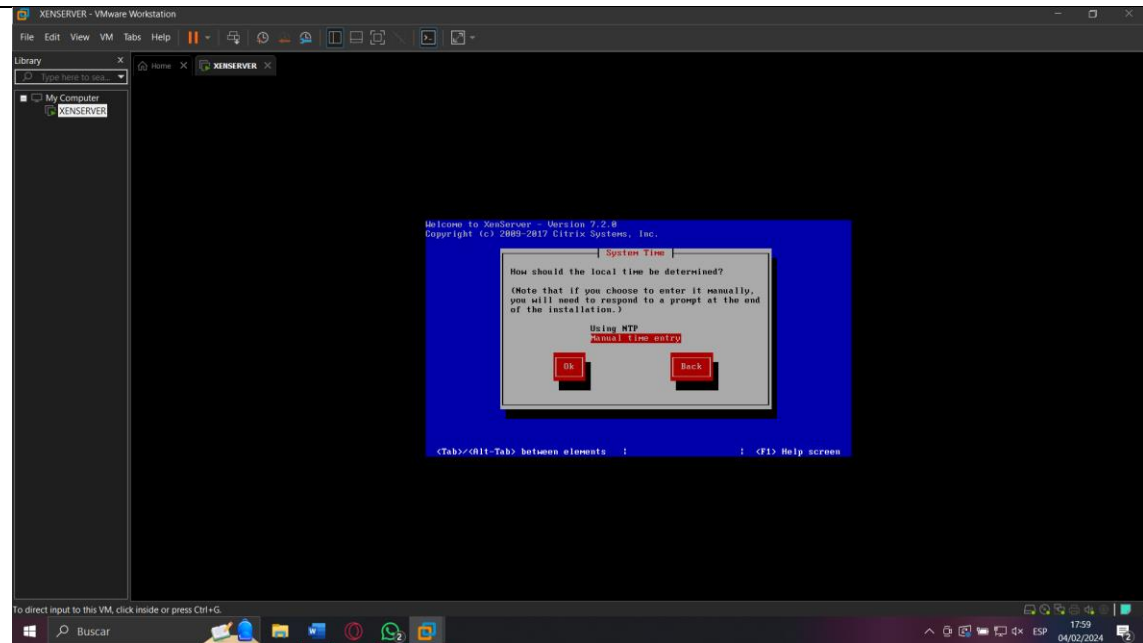 XENSERVER - VMware Workstation
File Edit View VM Tabs Help
Library X
Home X XENSERVER X
Type here to sea...
My Computer
XENSERVER
Welcome to XenServer - Version 7.2.0
Copyright (c) 2009-2017 Citrix Systems, Inc.
System Time
How should the local time be determined?
(Note that if you choose to enter it manually,
you will need to respond to a prompt at the end
of the installation.)
Using NTP
Manual time entry
Ok Back
<Tab>/<Alt-Tab> between elements | | <F1> Help screen
To direct input to this VM, click inside or press Ctrl+G.
Buscar
2
ESP
17:59
04/02/2024
2